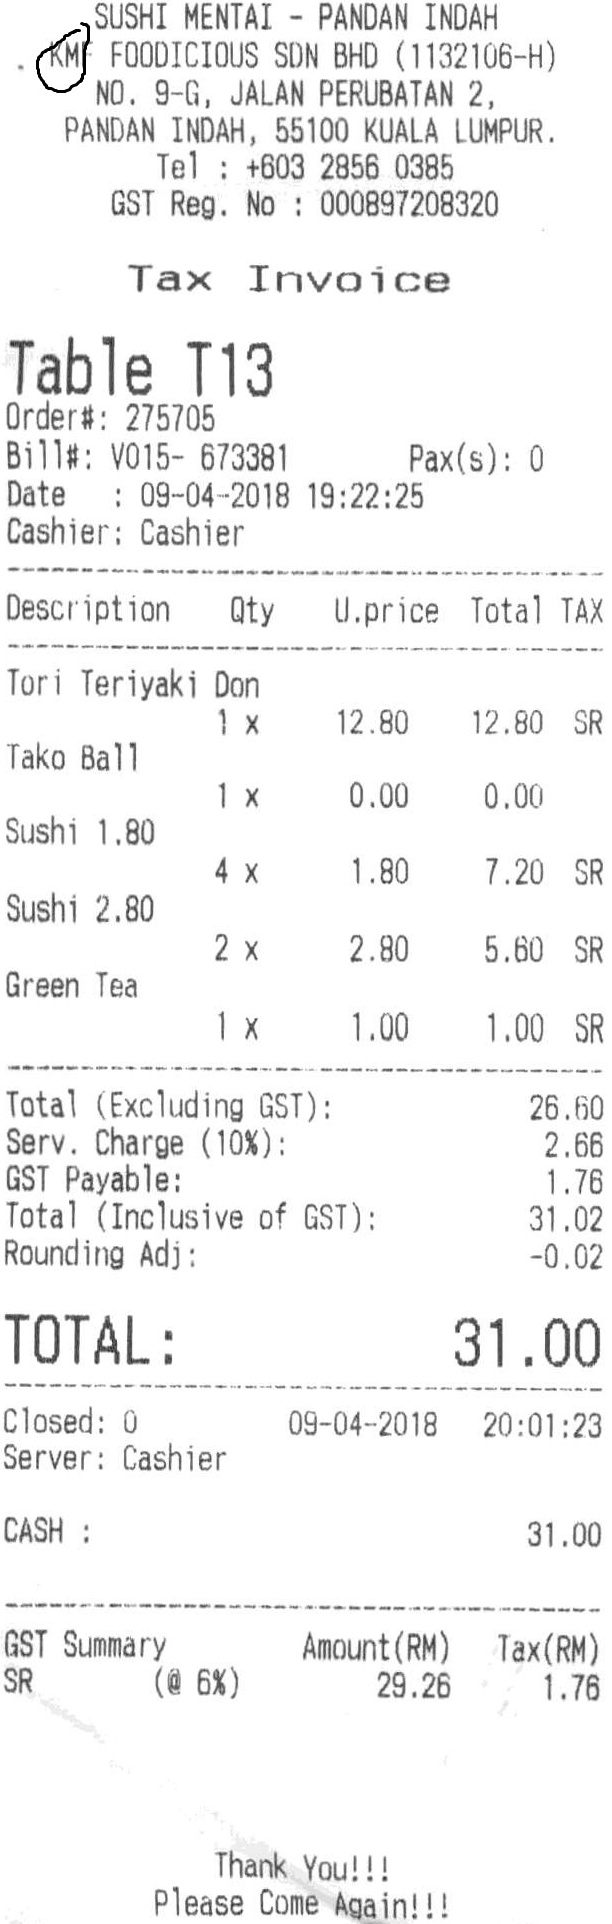 SUSHI MENTAI - PANDAN INDAH
FOODICIOUS SDN BHD (1132106-H)
NO. 9-G, JALAN PERUBATAN 2,
PANDAN INDAH, 55100 KUALA LUMPUR.
Tel : +603 2856 0385
GST Reg. No : 000897208320
Tax Invoice
Table T13
Order#: 275705
Bill#: V015- 673381 Pax(s): 0
Date : 09-04-2018 19:22:25
Cashier: Cashier
Description Qty U.price Total TAX
Tori Teriyaki Don
1 x 12.80 12.80 SR
Tako Ball
1 x 0.00 0.00
Sushi 1.80
4 x 1.80 7.20 SR
Sushi 2.80
2 x 2.80 5.60 SR
Green Tea
1 x 1.00 1.00 SR
Total (Excluding GST): 26.60
Serv. Charge (10%): 2.66
GST Payable: 1.76
Total (Inclusive of GST): 31.02
Rounding Adj: -0.02
TOTAL: 31.00
Closed: 0 09-04-2018 20:01:23
Server: Cashier
CASH : 31.00
GST Summary Amount(RM) Tax(RM)
SR (@ 6%) 29.26 1.76
Thank You!!!
Please Come Again!!!